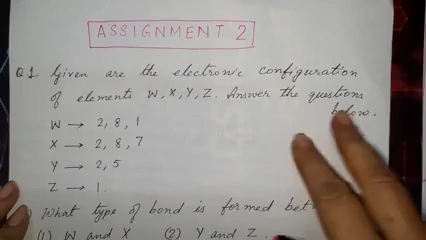 ASSIGNMENT 2
Q1 Given are the electronic configuration
of elements W, X, Y, Z. Answer the questions
below.
W → 2, 8, 1
X → 2, 8, 7
Y → 2, 5
Z → 1.
What type of bond is formed
(1) W and X (2) Y and Z.